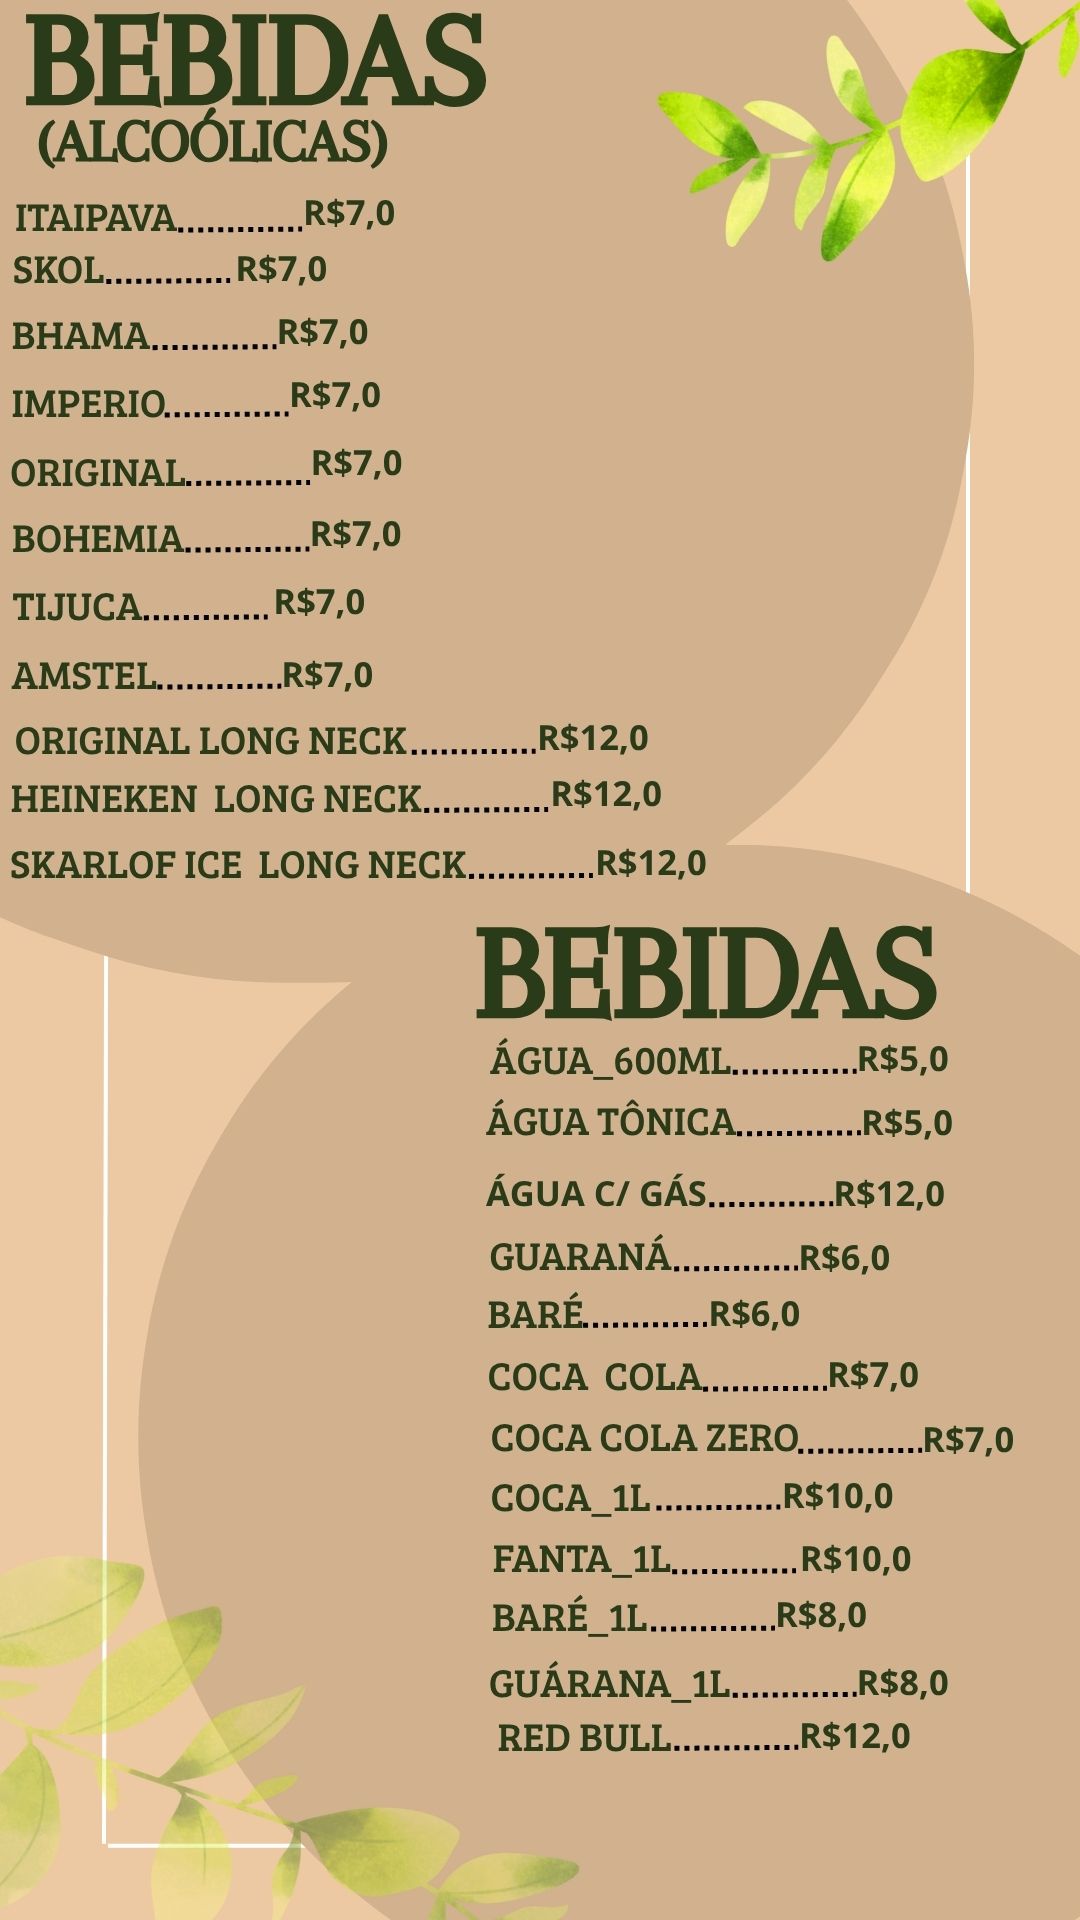 BEBIDAS
(ALCOÓLICAS)
ITAIPAVA............R$7,0
SKOL............R$7,0
BHAMA............R$7,0
IMPERIO............R$7,0
ORIGINAL............R$7,0
BOHEMIA............R$7,0
TIJUCA............R$7,0
AMSTEL............R$7,0
ORIGINAL LONG NECK............R$12,0
HEINEKEN LONG NECK............R$12,0
SKARLOF ICE LONG NECK............R$12,0
BEBIDAS
ÁGUA_600ML............R$5,0
ÁGUA TÔNICA............R$5,0
ÁGUA C/ GÁS............R$12,0
GUARANÁ............R$6,0
BARÉ............R$6,0
COCA COLA............R$7,0
COCA COLA ZERO............R$7,0
COCA_1L............R$10,0
FANTA_1L............R$10,0
BARÉ_1L............R$8,0
GUÁRANA_1L............R$8,0
RED BULL............R$12,0